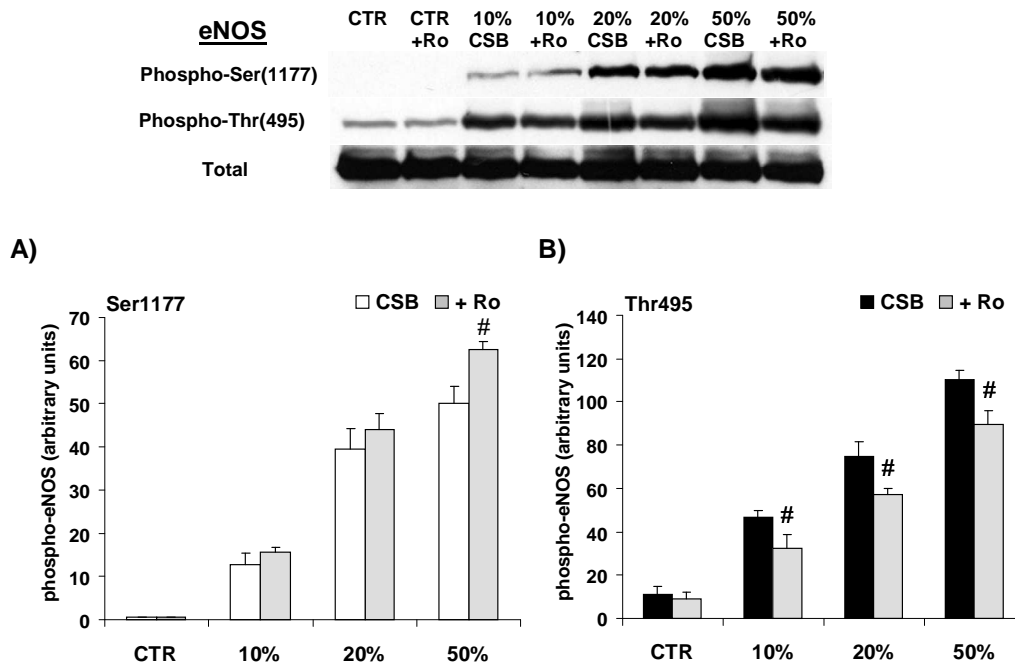 eNOS
CTR CTR 10% 10% 20% 20% 50% 50%
+Ro CSB +Ro CSB +Ro CSB +Ro
Phospho-Ser(1177)
Phospho-Thr(495)
Total
A)
Ser1177
CSB + Ro
phospho-eNOS (arbitrary units)
70
60
50
40
30
20
10
0
#
CTR 10% 20% 50%
B)
Thr495
CSB + Ro
phospho-eNOS (arbitrary units)
140
120
100
80
60
40
20
0
# # #
CTR 10% 20% 50%